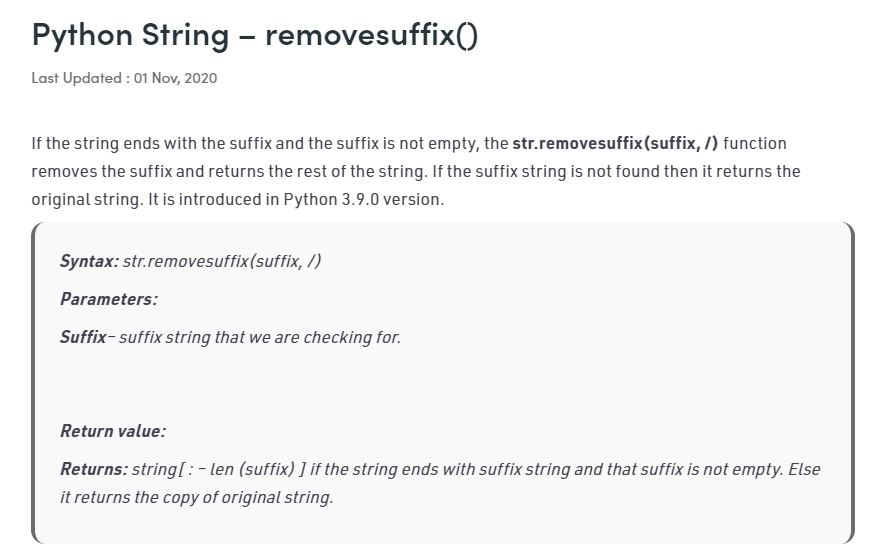 Python String – removesuffix()
Last Updated : 01 Nov, 2020
If the string ends with the suffix and the suffix is not empty, the str.removesuffix(suffix, /) function
removes the suffix and returns the rest of the string. If the suffix string is not found then it returns the
original string. It is introduced in Python 3.9.0 version.
Syntax: str.removesuffix(suffix, /)
Parameters:
Suffix– suffix string that we are checking for.
Return value:
Returns: string[ : – len (suffix) ] if the string ends with suffix string and that suffix is not empty. Else
it returns the copy of original string.